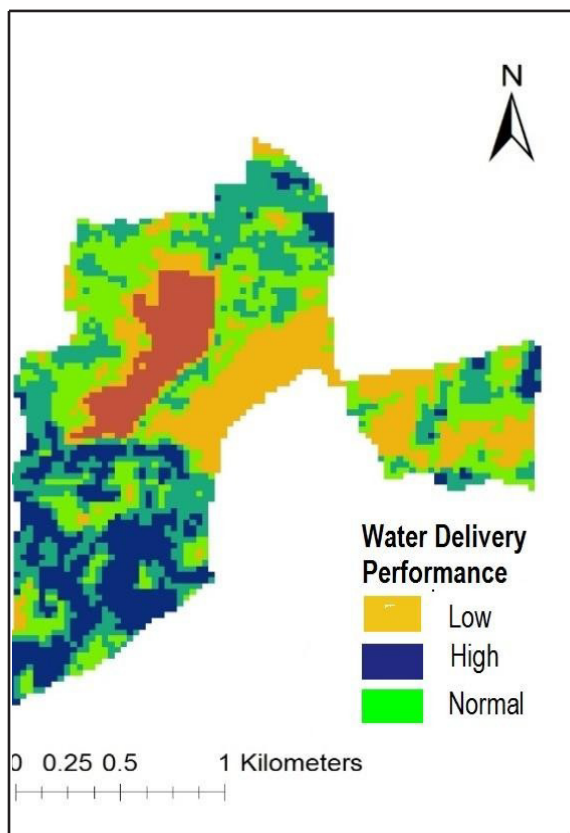 N
Water Delivery
Performance
Low
High
Normal
0 0.25 0.5 1 Kilometers